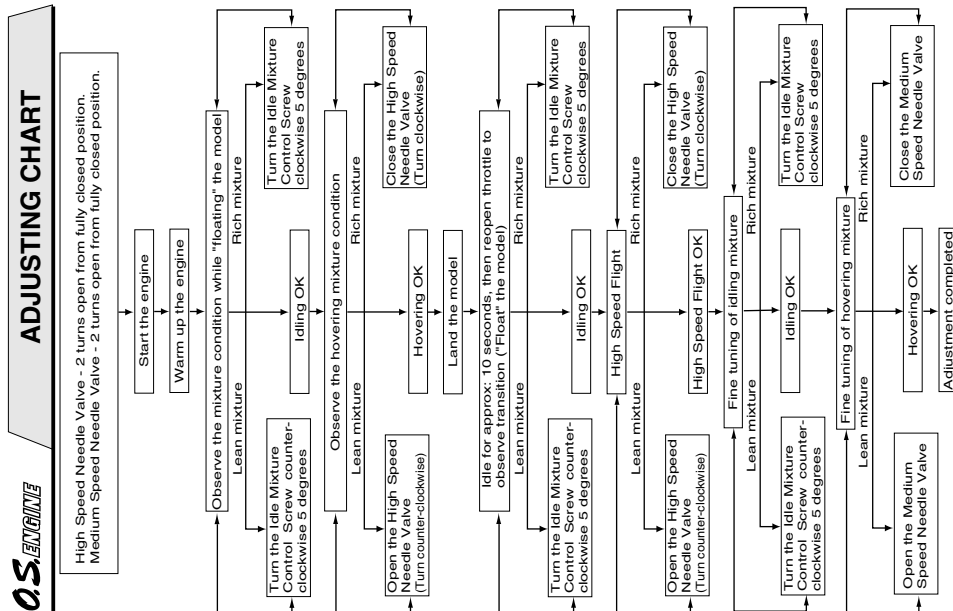 O.S.ENGINE
ADJUSTING CHART
High Speed Needle Valve - 2 turns open from fully closed position.
Medium Speed Needle Valve - 2 turns open from fully closed position.
Start the engine
Warm up the engine
Observe the mixture condition while "floating" the model
Lean mixture
Rich mixture
Turn the Idle Mixture
Control Screw counter-
clockwise 5 degrees
Idling OK
Turn the Idle Mixture
Control Screw
clockwise 5 degrees
Observe the hovering mixture condition
Lean mixture
Rich mixture
Open the High Speed
Needle Valve
(Turn counter-clockwise)
Hovering OK
Close the High Speed
Needle Valve
(Turn clockwise)
Land the model
Idle for approx: 10 seconds, then reopen throttle to
observe transition ("Float" the model)
Lean mixture
Rich mixture
Turn the Idle Mixture
Control Screw counter-
clockwise 5 degrees
Idling OK
Turn the Idle Mixture
Control Screw
clockwise 5 degrees
High Speed Flight
Lean mixture
Rich mixture
Open the High Speed
Needle Valve
(Turn counter-clockwise)
High Speed Flight OK
Close the High Speed
Needle Valve
(Turn clockwise)
Fine tuning of idling mixture
Lean mixture
Rich mixture
Turn the Idle Mixture
Control Screw counter-
clockwise 5 degrees
Idling OK
Turn the Idle Mixture
Control Screw
clockwise 5 degrees
Fine tuning of hovering mixture
Lean mixture
Rich mixture
Open the Medium
Speed Needle Valve
Hovering OK
Close the Medium
Speed Needle Valve
Adjustment completed